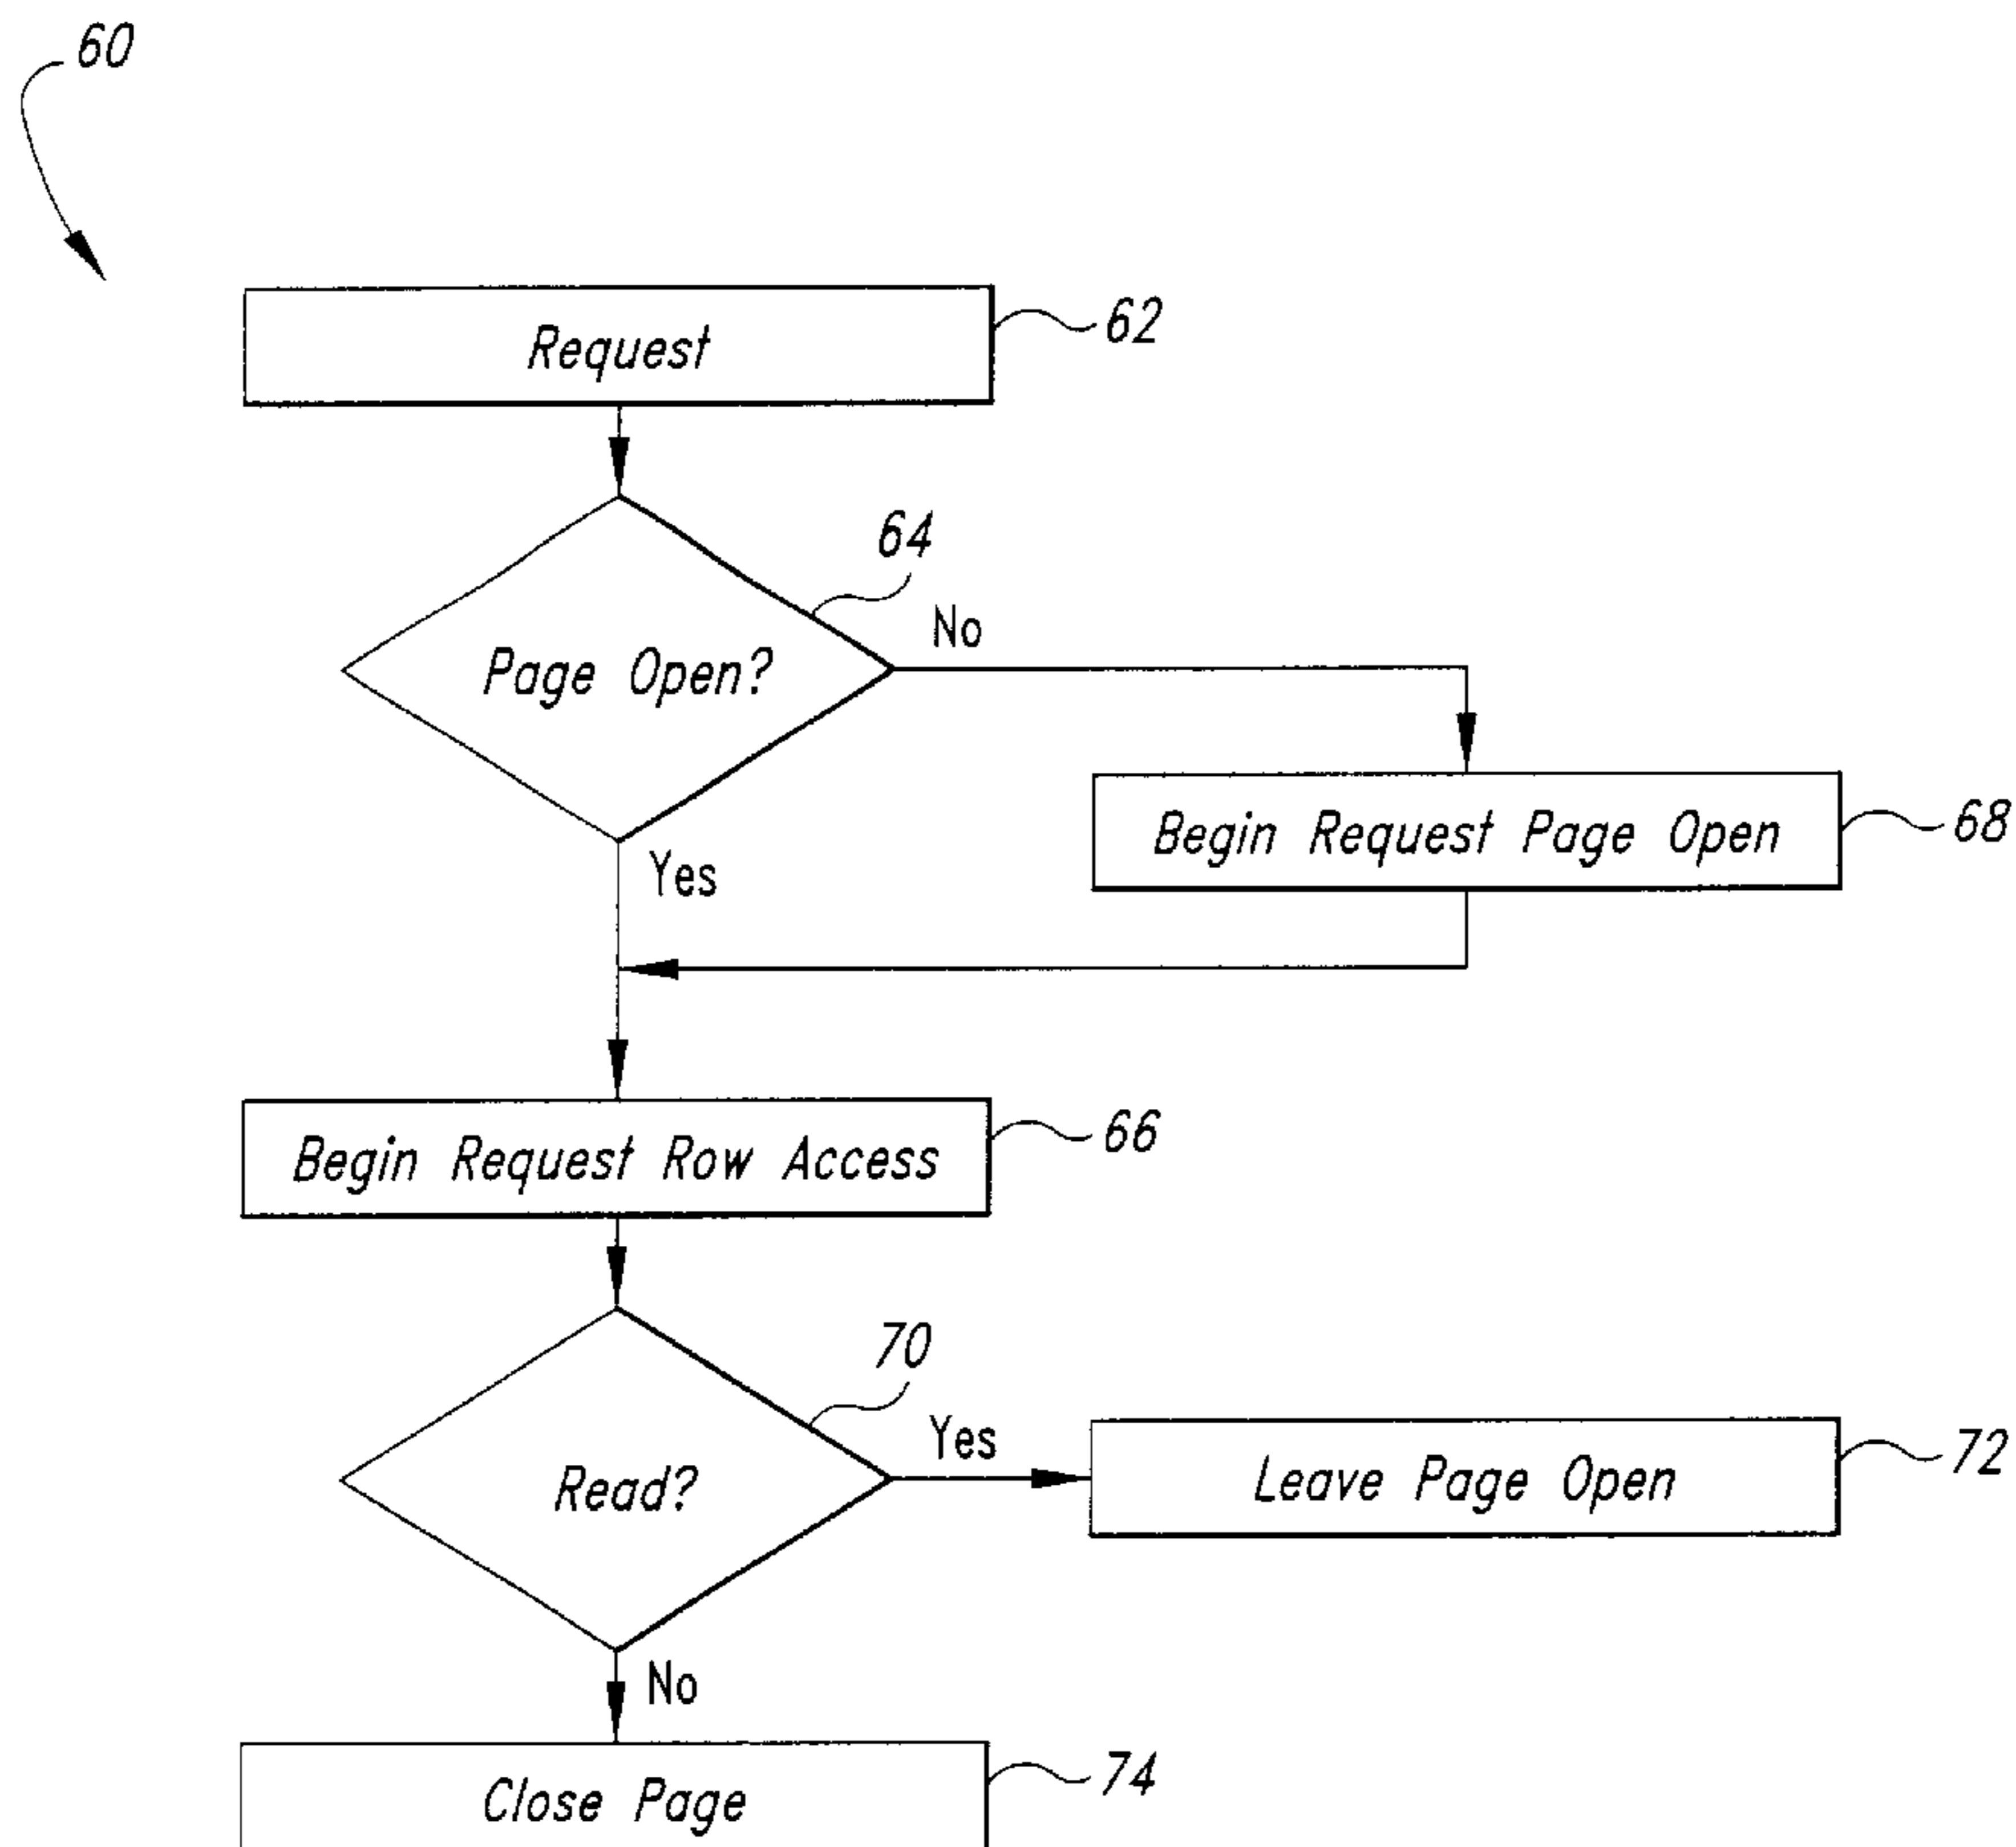 60
Request
62
64
Page Open?
No
Yes
Begin Request Page Open
68
Begin Request Row Access
66
70
Read?
Yes
Leave Page Open
72
No
Close Page
74